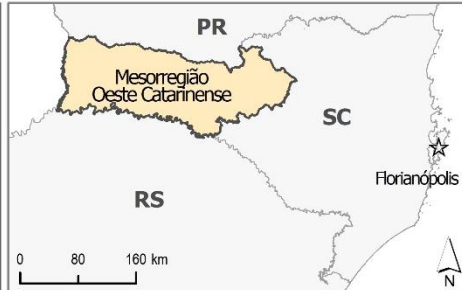 PR
Mesorregião
Oeste Catarinense
SC
Florianópolis
RS
0 80 160 km
N